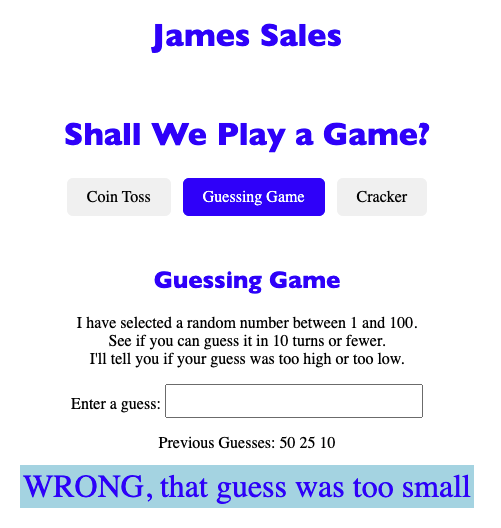 James Sales
Shall We Play a Game?
Coin Toss Guessing Game Cracker
Guessing Game
I have selected a random number between 1 and 100.
See if you can guess it in 10 turns or fewer.
I'll tell you if your guess was too high or too low.
Enter a guess:
Previous Guesses: 50 25 10
WRONG, that guess was too small